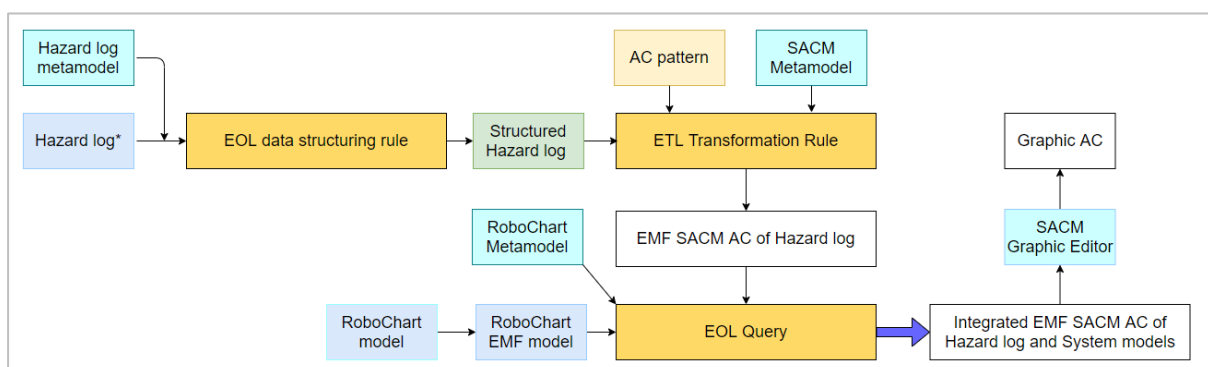 Hazard log
metamodel
AC pattern
SACM
Metamodel
Hazard log*
EOL data structuring rule
Structured
Hazard log
ETL Transformation Rule
Graphic AC
RoboChart
Metamodel
EMF SACM AC of Hazard log
SACM
Graphic Editor
RoboChart
model
RoboChart
EMF model
EOL Query
Integrated EMF SACM AC of
Hazard log and System models